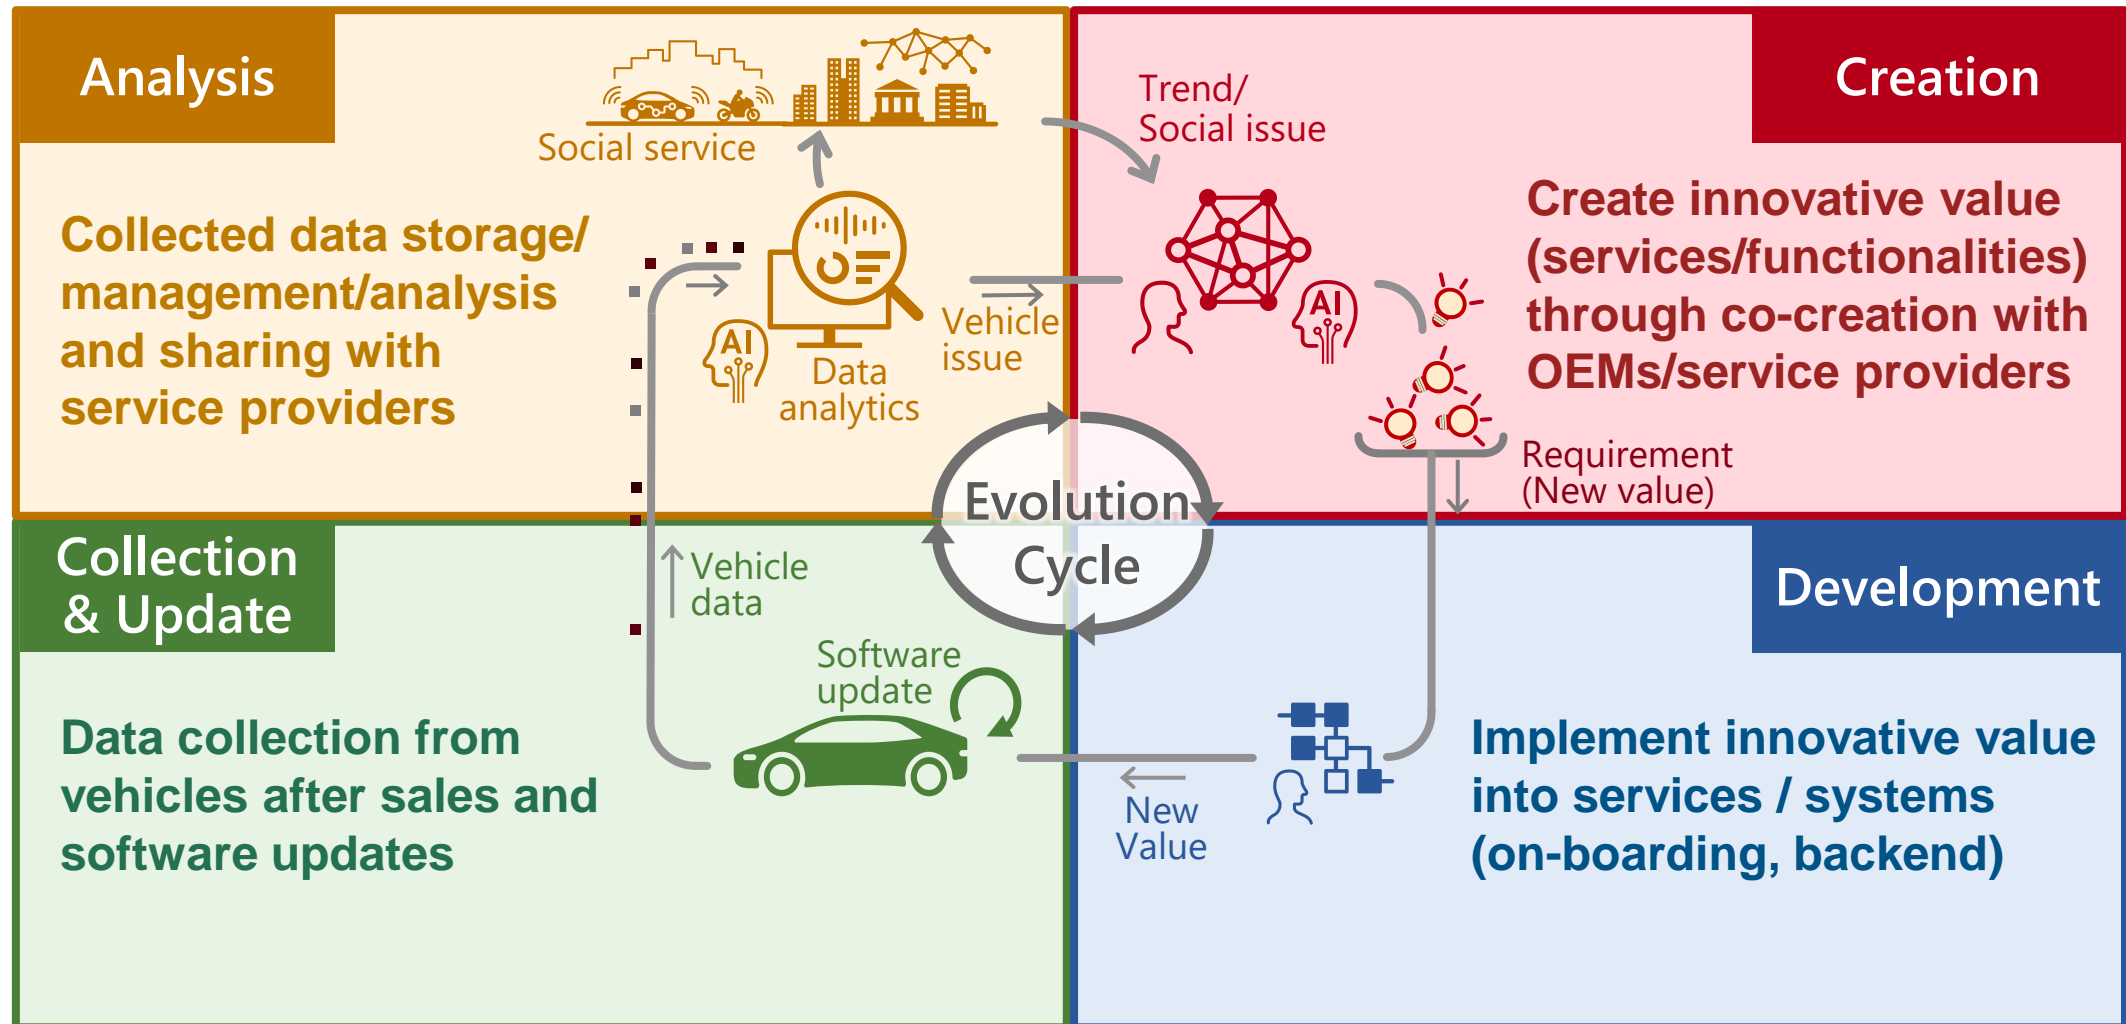 Analysis
Social service
Collected data storage/
management/analysis
and sharing with
service providers
AI
Data
analytics
Vehicle
issue
Creation
Trend/
Social issue
AI
Create innovative value
(services/functionalities)
through co-creation with
OEMs/service providers
Requirement
(New value)
Evolution
Cycle
Collection
& Update
Vehicle
data
Software
update
Data collection from
vehicles after sales and
software updates
Development
New
Value
Implement innovative value
into services / systems
(on-boarding, backend)